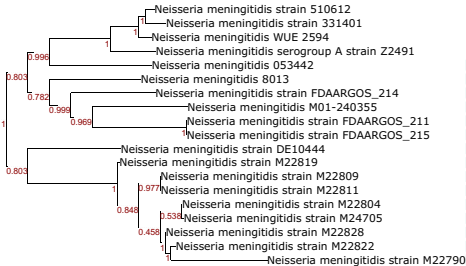 Neisseria meningitidis strain 510612
Neisseria meningitidis strain 331401
1
Neisseria meningitidis WUE 2594
1
Neisseria meningitidis serogroup A strain Z2491
0.996
Neisseria meningitidis 053442
0.803
Neisseria meningitidis 8013
0.782
Neisseria meningitidis strain FDAARGOS_214
0.999
Neisseria meningitidis M01-240355
0.969
Neisseria meningitidis strain FDAARGOS_211
1
Neisseria meningitidis strain FDAARGOS_215
1
Neisseria meningitidis strain DE10444
0.803
Neisseria meningitidis strain M22819
1
Neisseria meningitidis strain M22809
0.977
Neisseria meningitidis strain M22811
0.848
Neisseria meningitidis strain M22804
0.538
Neisseria meningitidis strain M24705
0.458
Neisseria meningitidis strain M22828
1
Neisseria meningitidis strain M22822
1
Neisseria meningitidis strain M22790